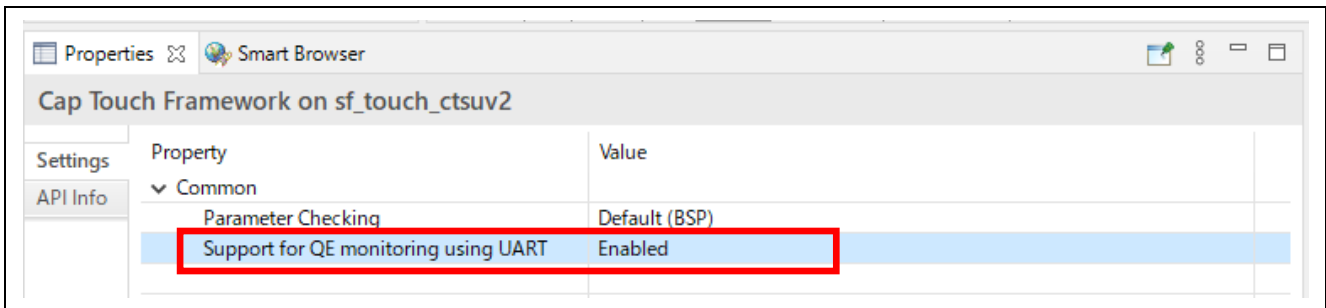 Properties Smart Browser
Cap Touch Framework on sf_touch_ctsuv2
Settings
API Info
Property Value
Common
Parameter Checking Default (BSP)
Support for QE monitoring using UART Enabled